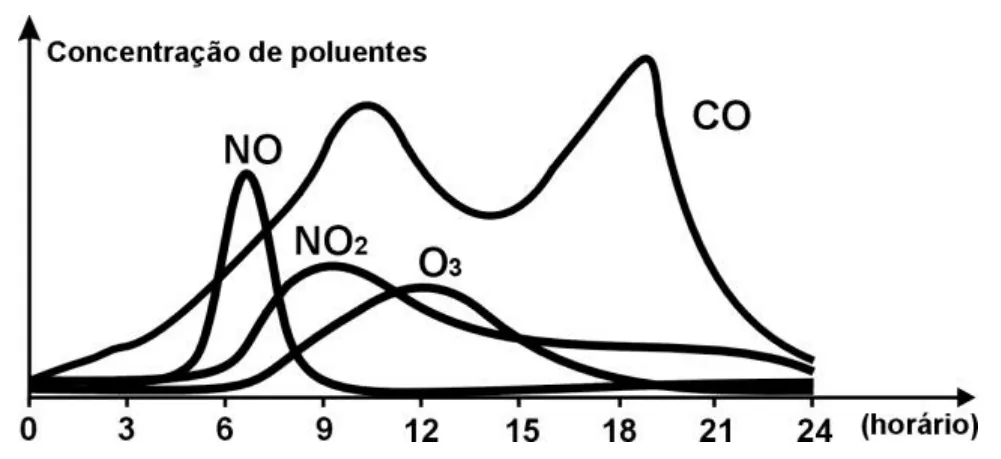 Concentração de poluentes
CO
NO
NO₂
O₃
0 3 6 9 12 15 18 21 24 (horário)